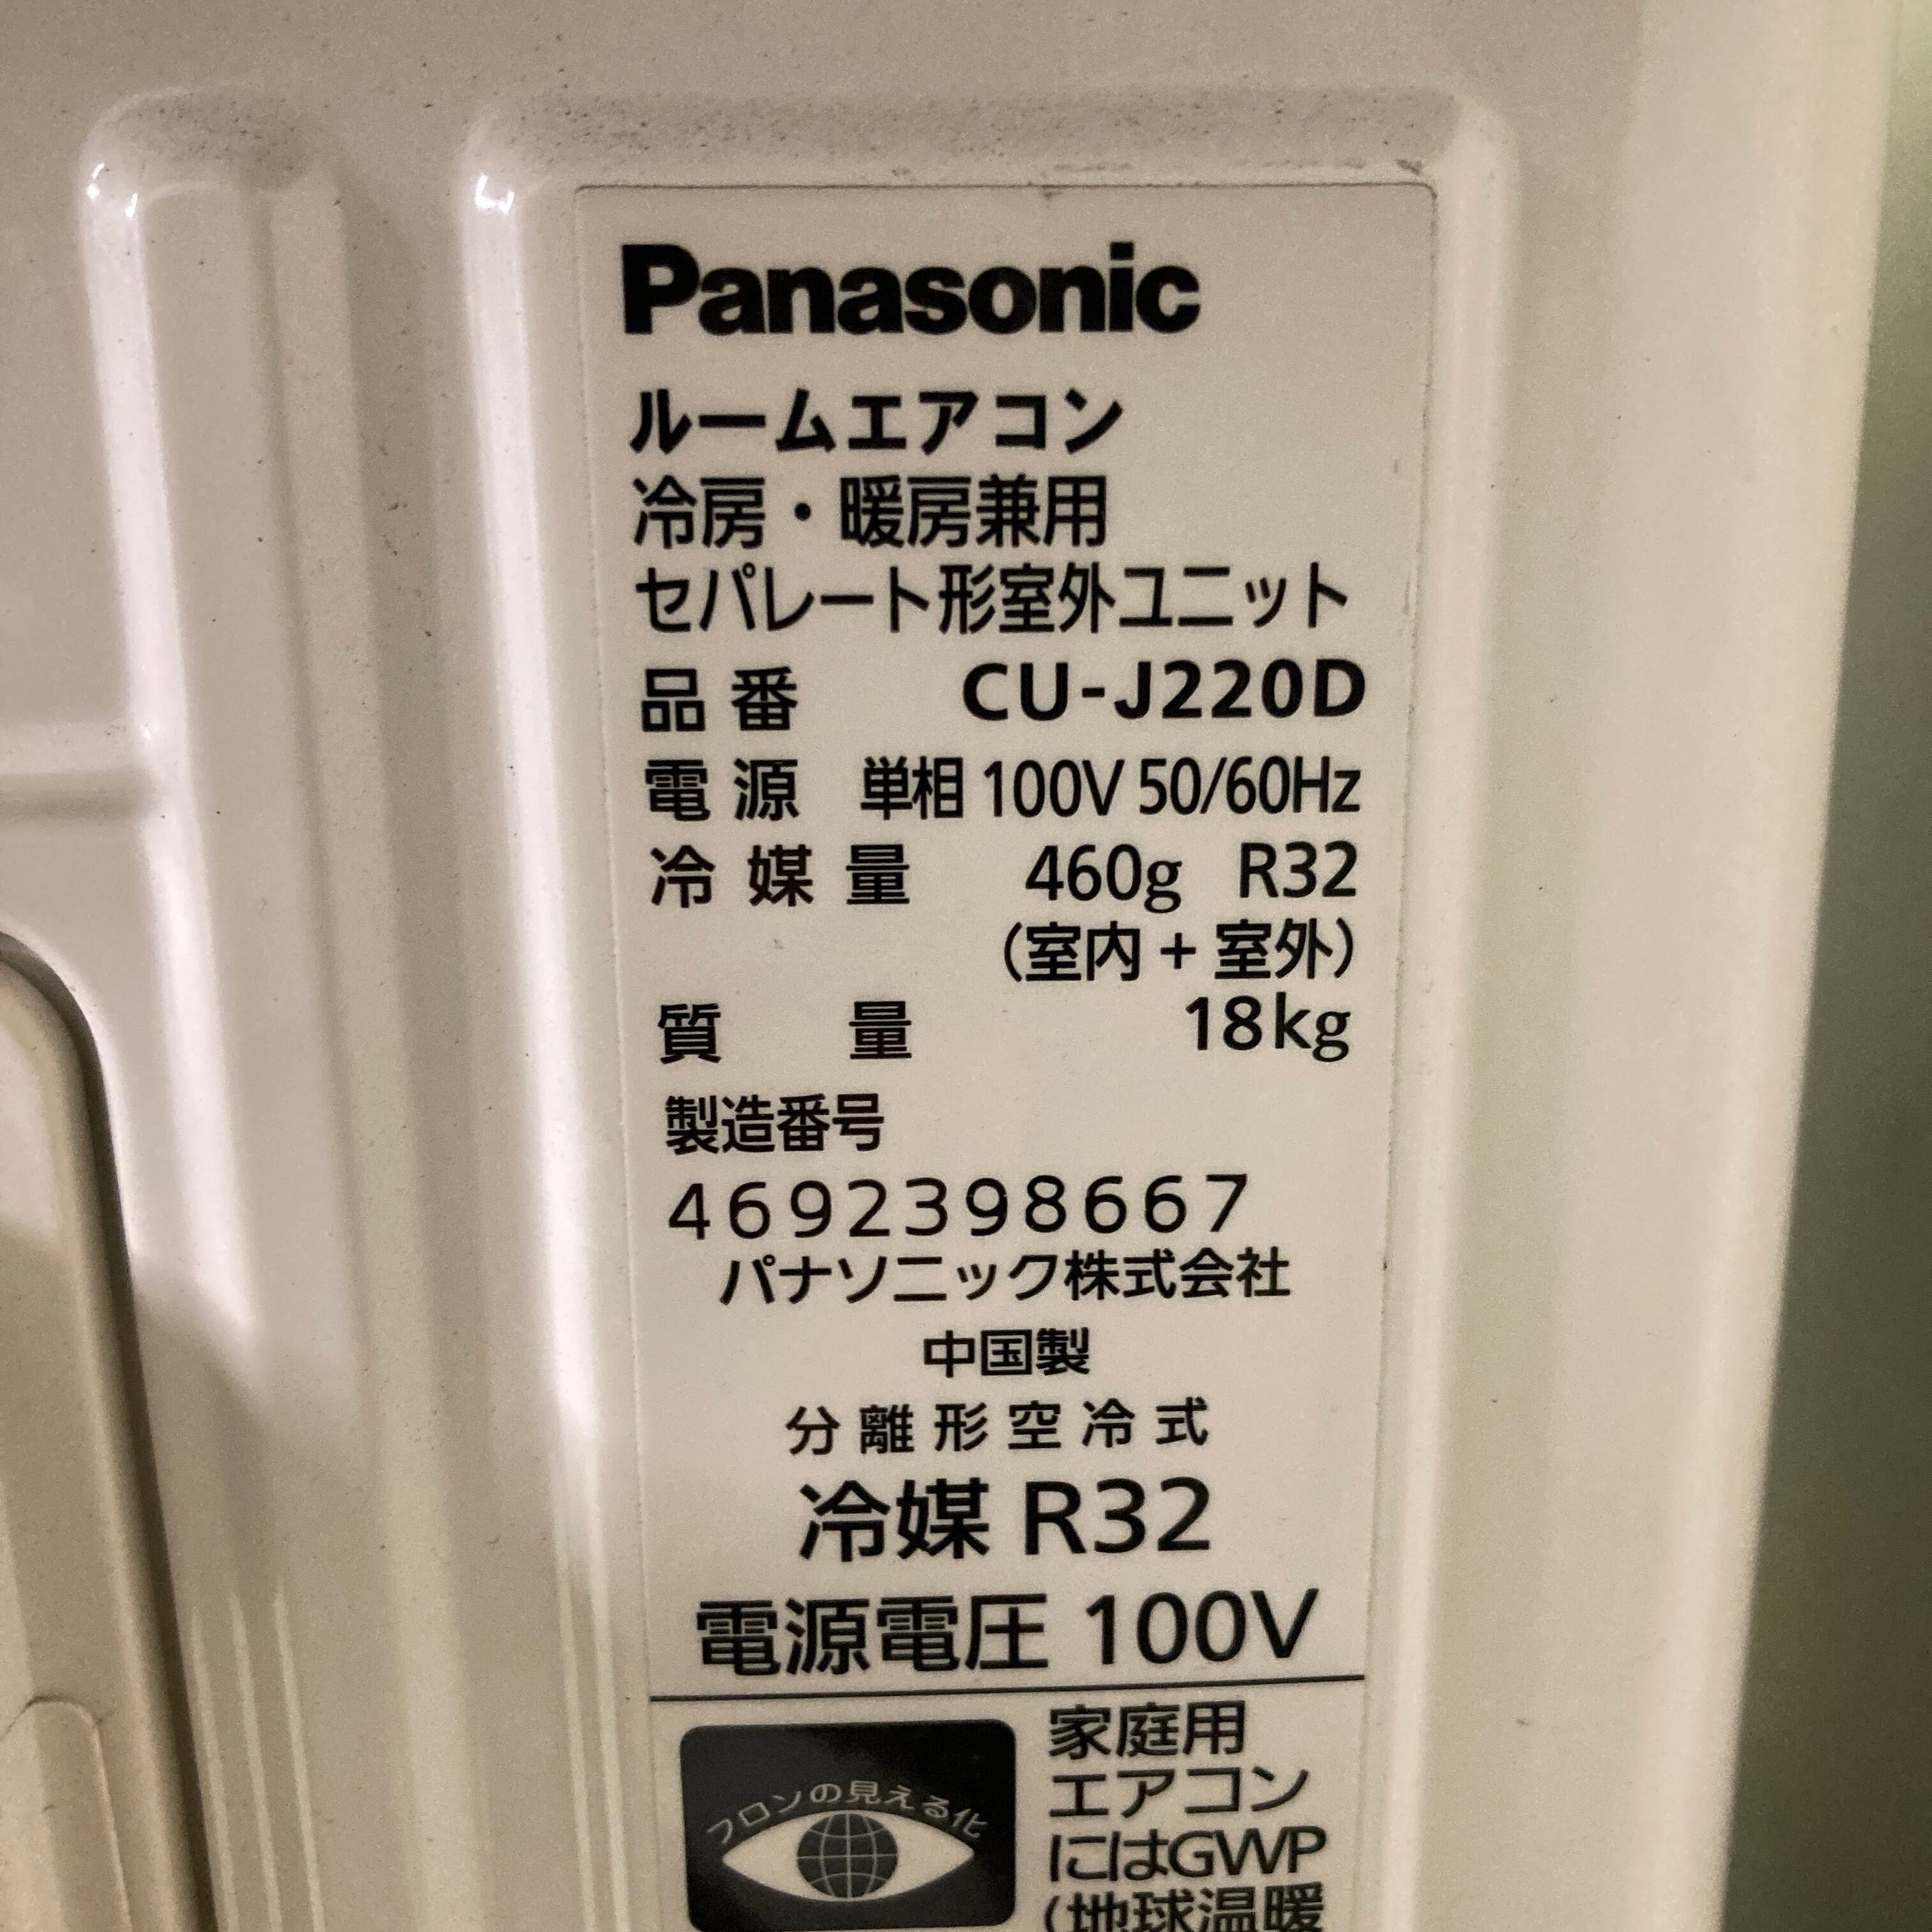 Panasonic
ルームエアコン
冷房・暖房兼用
セパレート形室外ユニット
品番 CU-J220D
電源 単相 100V 50/60Hz
冷媒量 460g R32
(室内 + 室外)
質量 18kg
製造番号
4692398667
パナソニック株式会社
中国製
分離形空冷式
冷媒 R32
電源電圧 100V
フロンの見える化
家庭用
エアコン
にはGWP
(地球温暖